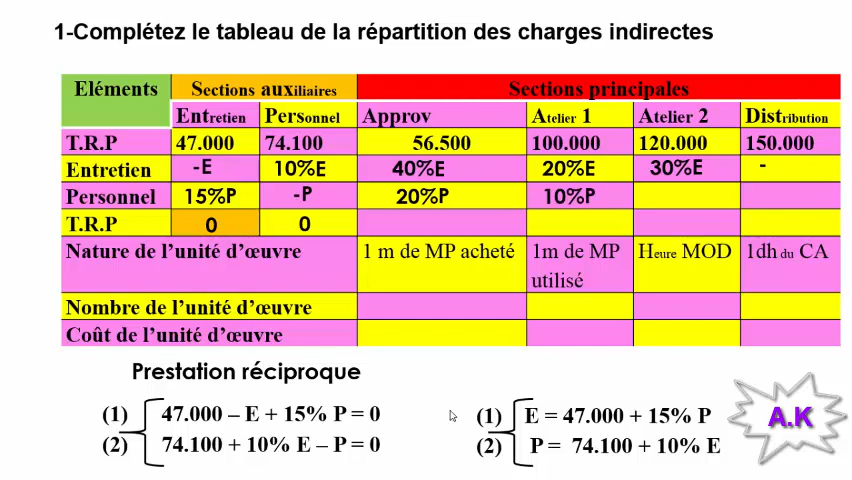 1-Complétez le tableau de la répartition des charges indirectes
Eléments Sections auxiliaires Sections principales
Entretien Personnel Approv Atelier 1 Atelier 2 Distribution
T.R.P 47.000 74.100 56.500 100.000 120.000 150.000
Entretien -E 10%E 40%E 20%E 30%E -
Personnel 15%P -P 20%P 10%P
T.R.P 0 0
Nature de l’unité d’œuvre 1 m de MP acheté 1m de MP utilisé Heure MOD 1dh du CA
Nombre de l’unité d’œuvre
Coût de l’unité d’œuvre
Prestation réciproque
(1) 47.000 – E + 15% P = 0
(2) 74.100 + 10% E – P = 0
(1) E = 47.000 + 15% P
(2) P = 74.100 + 10% E
A.K